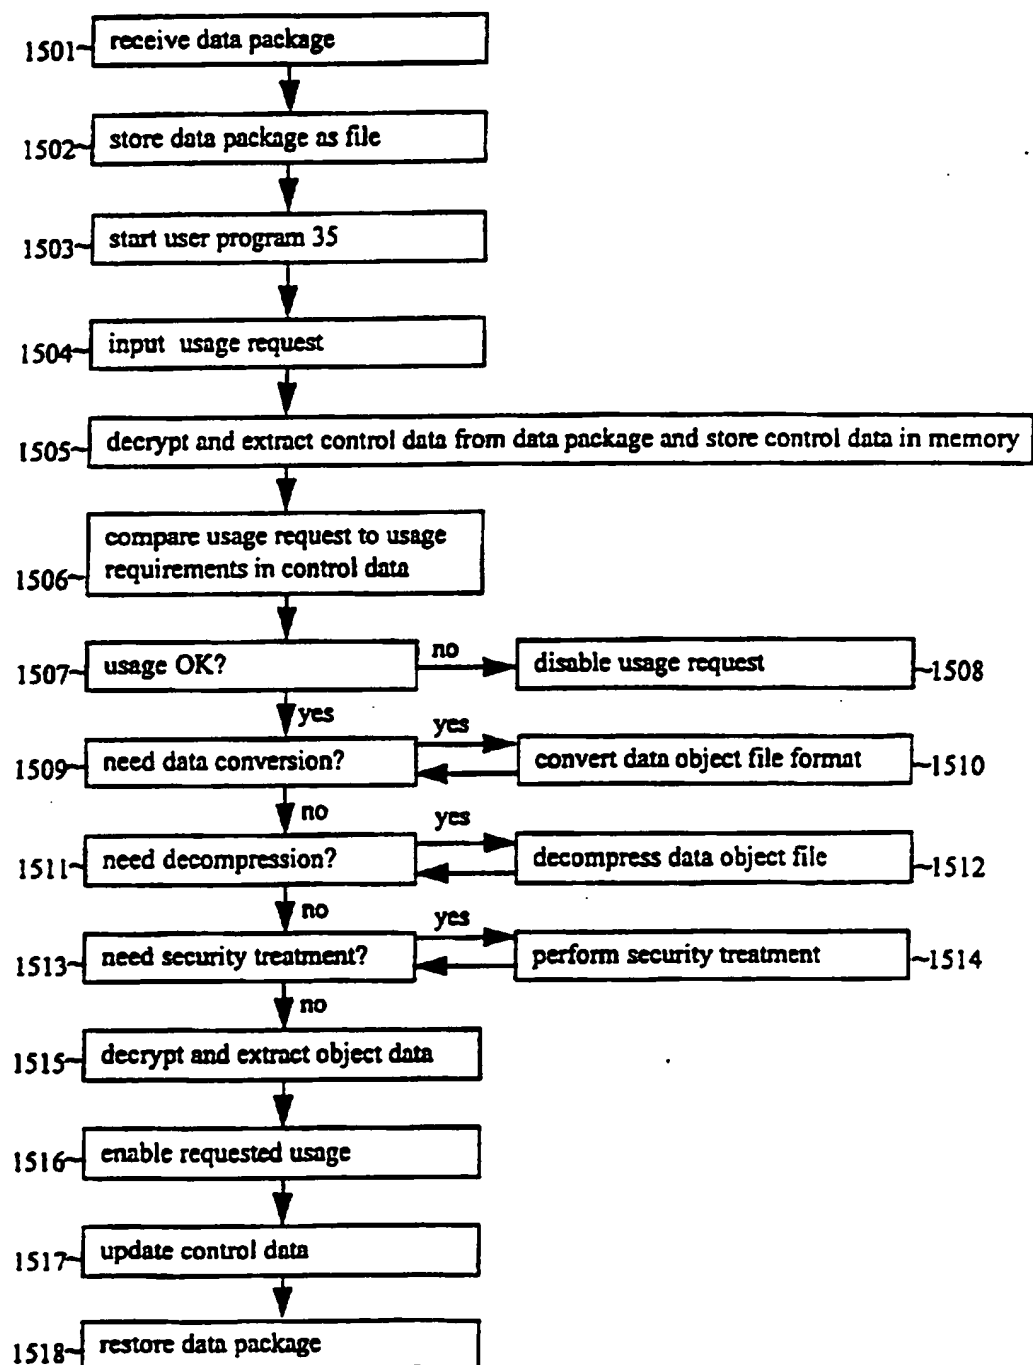 1501~ receive data package
1502~ store data package as file
1503~ start user program 35
1504~ input usage request
1505~ decrypt and extract control data from data package and store control data in memory
compare usage request to usage
1506~ requirements in control data
1507~ usage OK? no disable usage request ~1508
yes
yes
1509~ need data conversion? convert data object file format ~1510
no
yes
1511~ need decompression? decompress data object file ~1512
no
yes
1513~ need security treatment? perform security treatment ~1514
no
1515~ decrypt and extract object data
1516~ enable requested usage
1517~ update control data
1518~ restore data package